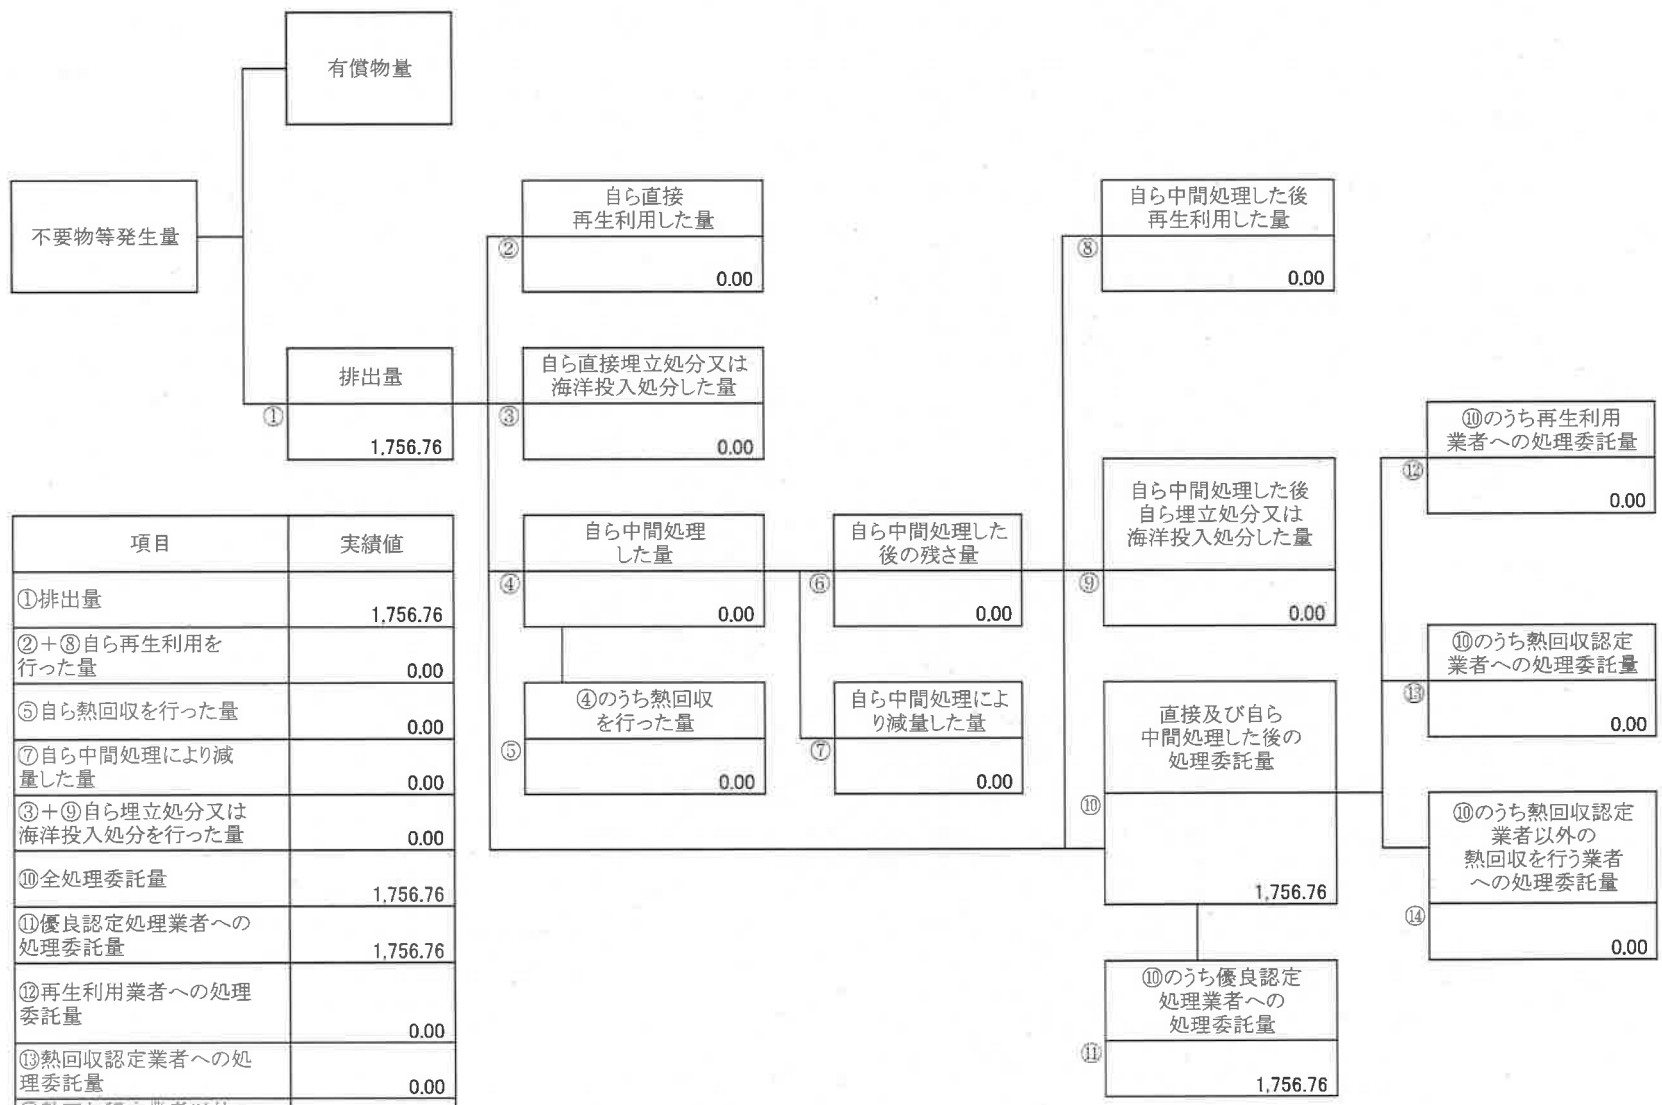 有償物量
不要物等発生量
排出量
①
1,756.76
自ら直接
再生利用した量
②
0.00
自ら直接埋立処分又は
海洋投入処分した量
③
0.00
自ら中間処理
した量
④
0.00
④のうち熱回収
を行った量
⑤
0.00
自ら中間処理した
後の残さ量
⑥
0.00
自ら中間処理によ
り減量した量
⑦
0.00
自ら中間処理した後
再生利用した量
⑧
0.00
自ら中間処理した後
自ら埋立処分又は
海洋投入処分した量
⑨
0.00
直接及び自ら
中間処理した後の
処理委託量
⑩
1,756.76
⑩のうち優良認定
処理業者への
処理委託量
⑪
1,756.76
⑩のうち再生利用
業者への処理委託量
⑫
0.00
⑩のうち熱回収認定
業者への処理委託量
⑬
0.00
⑩のうち熱回収認定
業者以外の
熱回収を行う業者
への処理委託量
⑭
0.00
項目 実績値
①排出量
1,756.76
②+⑧自ら再生利用を
行った量
0.00
⑤自ら熱回収を行った量
0.00
⑦自ら中間処理により減
量した量
0.00
③+⑨自ら埋立処分又は
海洋投入処分を行った量
0.00
⑩全処理委託量
1,756.76
⑪優良認定処理業者への
処理委託量
1,756.76
⑫再生利用業者への処理
委託量
0.00
⑬熱回収認定業者への処
理委託量
0.00